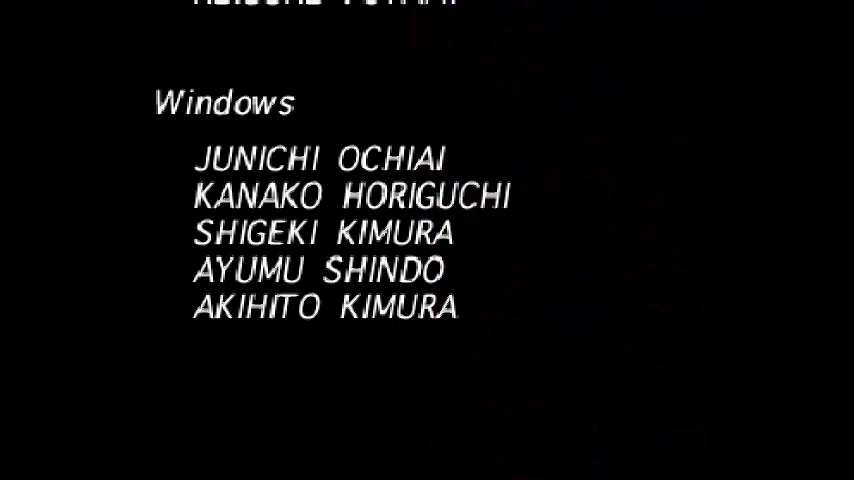 Windows
JUNICHI OCHIAI
KANAKO HORIGUCHI
SHIGEKI KIMURA
AYUMU SHINDO
AKIHITO KIMURA